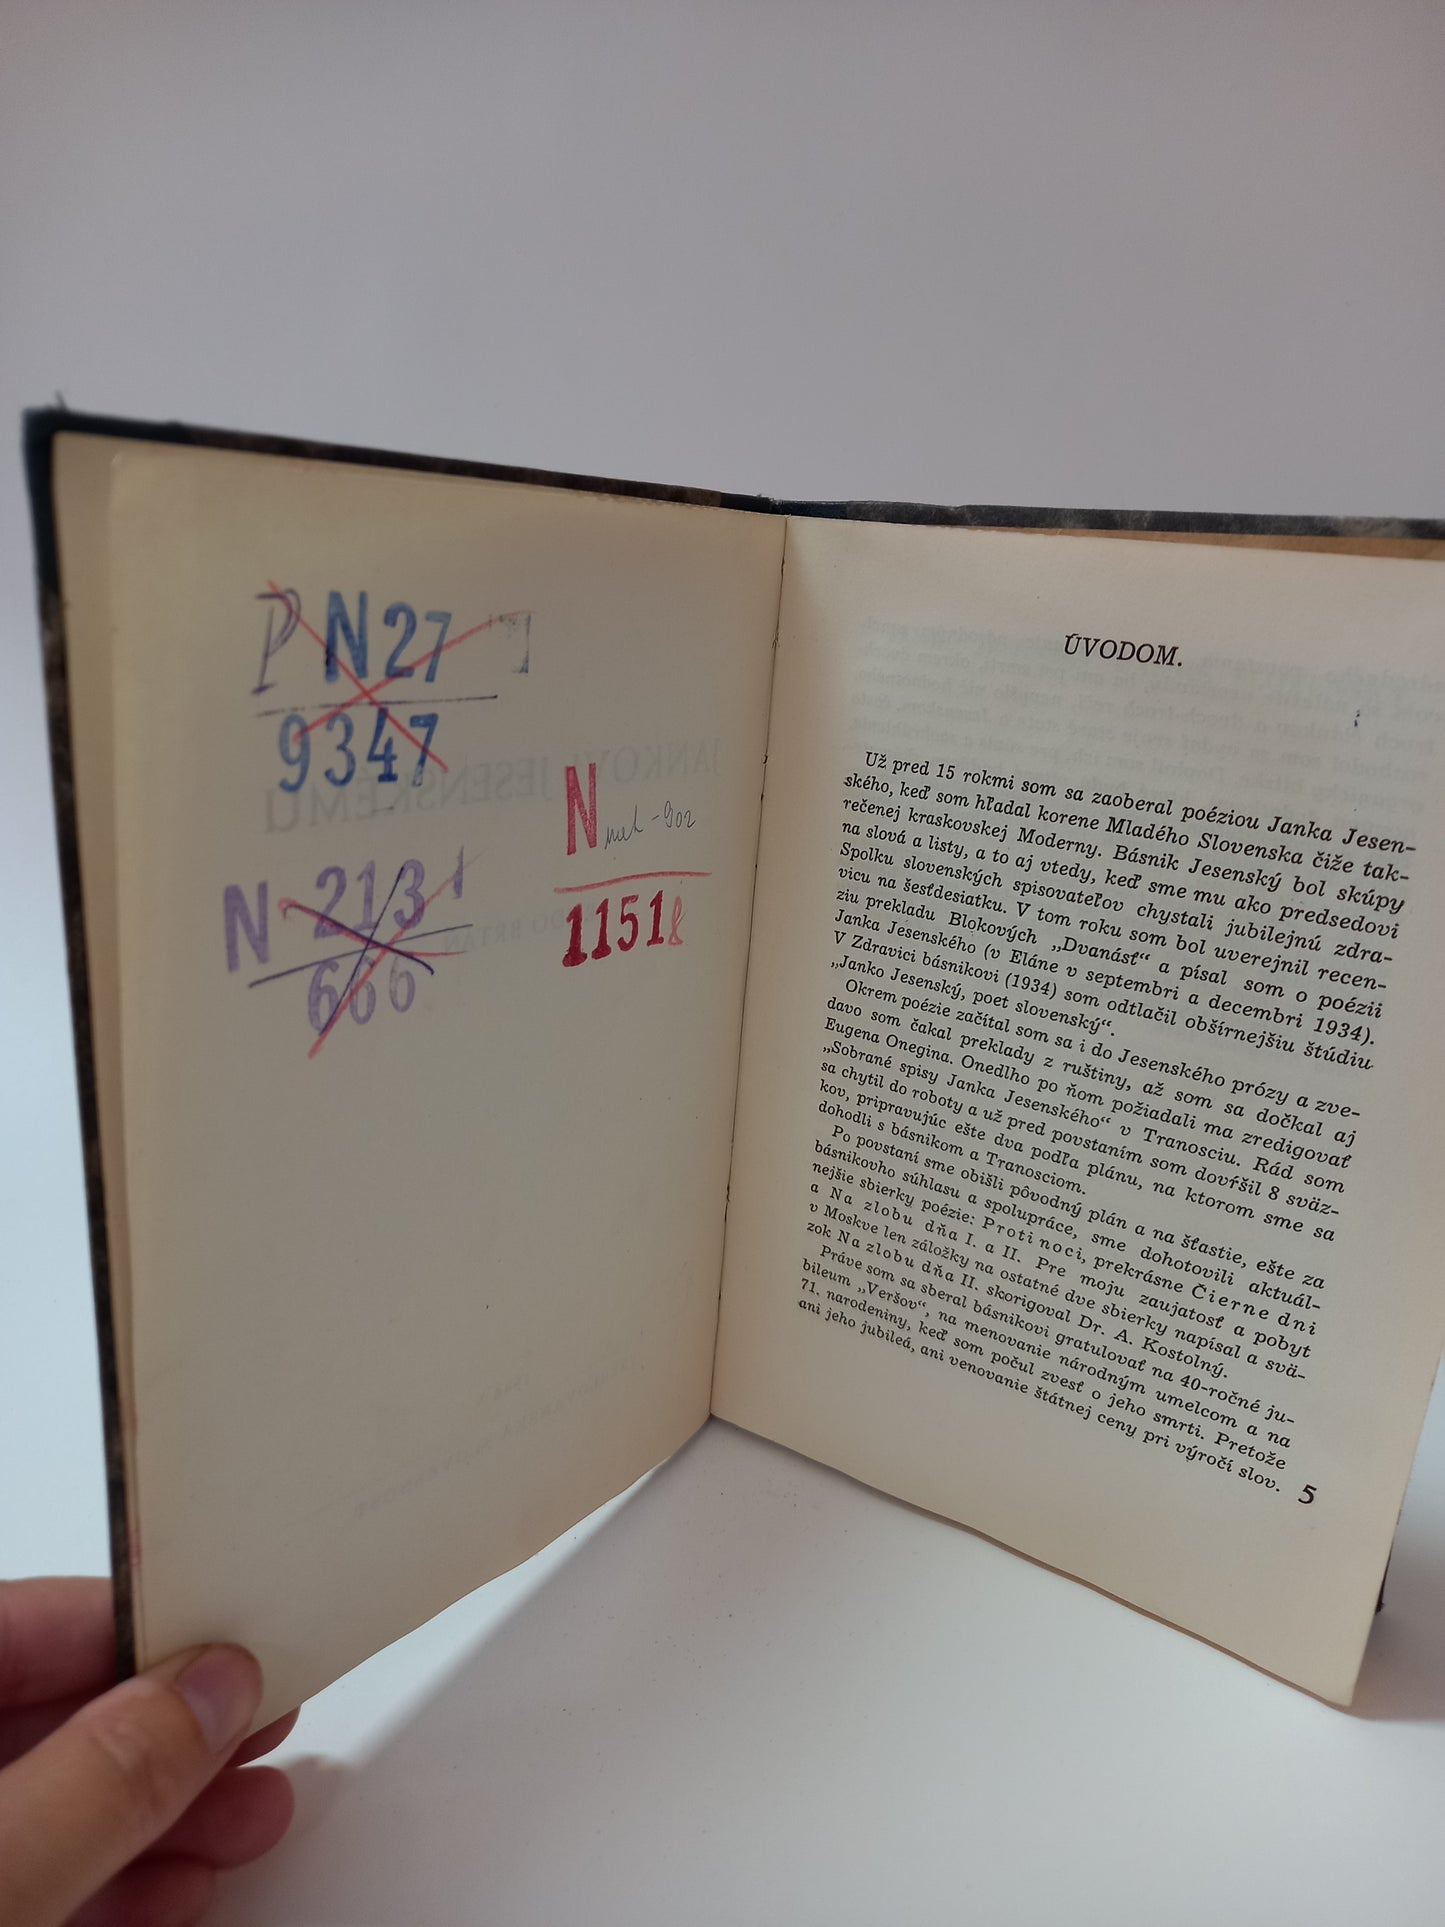 P N 27
9347
N 2131
666
N
1151
ÚVODOM.
Už pred 15 rokmi som sa zaoberal poéziou Janka Jesen-
ského, keď som hľadal korene Mladého Slovenska čiže tak-
rečenej kraskovskej Moderny. Básnik Jesenský bol skúpy
na slová a listy, a to aj vtedy, keď sme mu ako predsedovi
Spolku slovenských spisovateľov chystali jubilejnú zdra-
vicu na šesťdesiatku. V tom roku som bol uverejnil recen-
ziu prekladu Blokových „Dvanásť“ a písal som o poézii
Janka Jesenského (v Eláne v septembri a decembri 1934).
V Zdravici básnikovi (1934) som odtlačil obšírnejšiu štúdiu
„Janko Jesenský, poet slovenský“.
Okrem poézie začítal som sa i do Jesenského prózy a zve-
davo som čakal preklady z ruštiny, až som sa dočkal aj
Eugena Onegina. Onedlho po ňom požiadali ma zredigovať
„Sobrané spisy Janka Jesenského“ v Tranosciu. Rád som
sa chytil do roboty a už pred povstaním som dovŕšil 8 sväz-
kov, pripravujúc ešte dva podľa plánu, na ktorom sme sa
dohodli s básnikom a Tranosciom.
Po povstaní sme obišli pôvodný plán a na šťastie, ešte za
básnikovho súhlasu a spolupráce, sme dohotovili aktuál-
nejšie sbierky poézie: Proti noci, prekrásne Čierne dni
a Na zlobu dňa I. a II. Pre moju zaujatosť a pobyt
v Moskve len záložky na ostatné dve sbierky napísal a svä-
zok Na zlobu dňa II. skorigoval Dr. A. Kostolný.
Práve som sa sberal básnikovi gratulovať na 40-ročné ju-
bileum „Veršov“, na menovanie národným umelcom a na
71. narodeniny, keď som počul zvesť o jeho smrti. Pretože
ani jeho jubileá, ani venovanie štátnej ceny pri výročí slov.
5